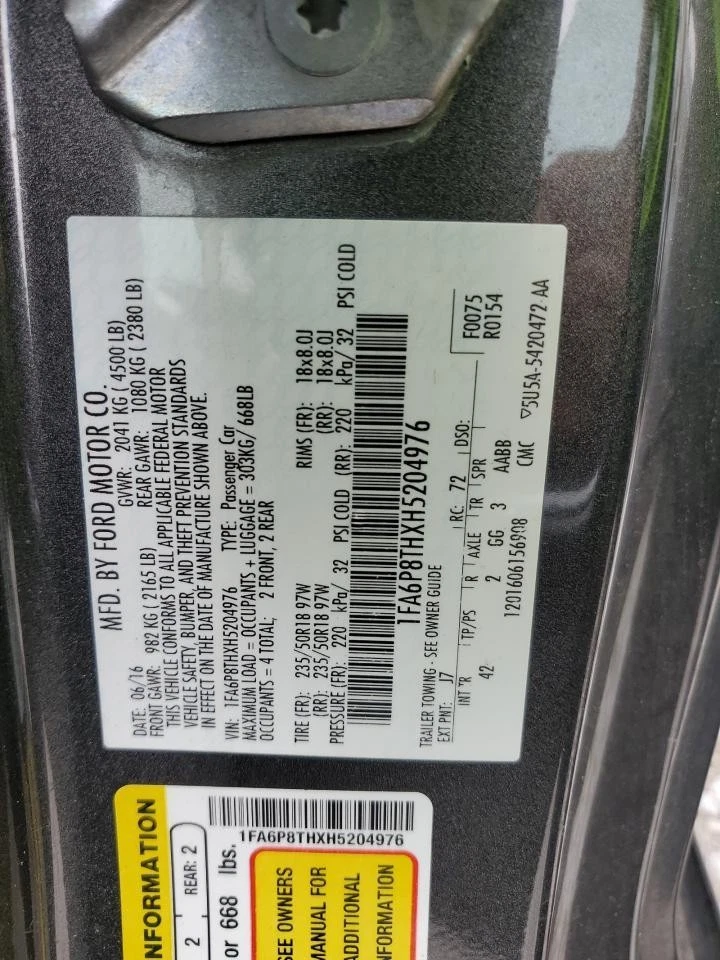 MFD. BY FORD MOTOR CO.
DATE: 06/16 GVWR: 2041 KG ( 4500 LB)
FRONT GAWR: 982 KG ( 2165 LB) REAR GAWR: 1080 KG ( 2380 LB)
THIS VEHICLE CONFORMS TO ALL APPLICABLE FEDERAL MOTOR
VEHICLE SAFETY, BUMPER, AND THEFT PREVENTION STANDARDS
IN EFFECT ON THE DATE OF MANUFACTURE SHOWN ABOVE.
VIN: 1FA6P8THXH5204976 TYPE: Passenger Car
MAXIMUM LOAD = OCCUPANTS + LUGGAGE = 303KG/ 668LB
OCCUPANTS = 4 TOTAL; 2 FRONT, 2 REAR
TIRE (FR): 235/50R18 97W RIMS (FR): 18x8.0J
(RR): 235/50R18 97W (RR): 18x8.0J
PRESSURE (FR): 220 kPa/ 32 PSI COLD (RR): 220 kPa/ 32 PSI COLD
1FA6P8THXH5204976
TRAILER TOWING - SEE OWNER GUIDE
EXT PNT: J7 RC: 72 DSO: F0075
R0154
INT TR TP/PS R AXLE TR SPR
42 2 GG 3 AABB
1201606156908 CMC ▽5U5A-5420472-AA
NFORMATION
2 REAR: 2
or 668 lbs.
1FA6P8THXH5204976
SEE OWNERS
MANUAL FOR
ADDITIONAL
NFORMATION